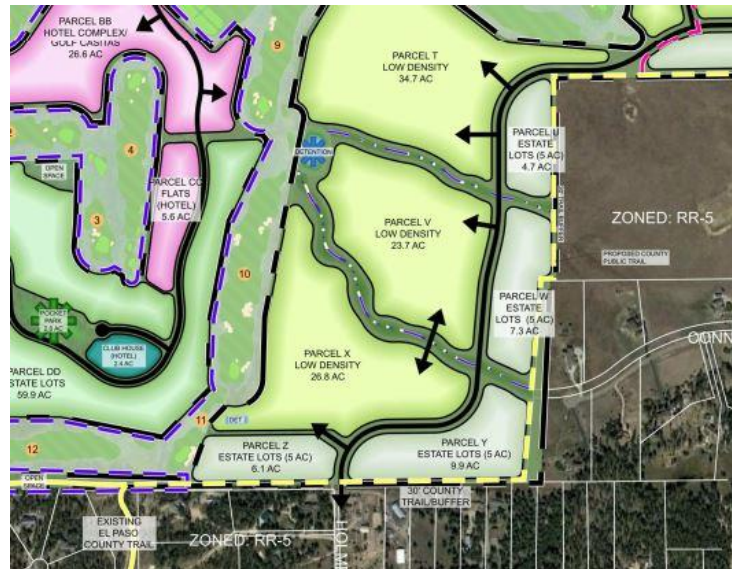 PARCEL BB
HOTEL COMPLEX/
GOLF CASITAS
26.6 AC
9
PARCEL T
LOW DENSITY
34.7 AC
4
DETENTION
PARCEL U
ESTATE
LOTS (5 AC)
4.7 AC
OPEN
SPACE
PARCEL CC
FLATS
(HOTEL)
5.6 AC
3
PARCEL V
LOW DENSITY
23.7 AC
ZONED: RR-5
PROPOSED COUNTY
PUBLIC TRAIL
10
PARCEL W
ESTATE
LOTS (5 AC)
7.3 AC
POCKET
PARK
CLUB HOUSE
(HOTEL)
2.4 AC
PARCEL X
LOW DENSITY
26.8 AC
CONN
PARCEL DD
STATE LOTS
59.9 AC
11
DET
12
PARCEL Z
ESTATE LOTS (5 AC)
6.1 AC
PARCEL Y
ESTATE LOTS (5 AC)
9.9 AC
OPEN
SPACE
30' COUNTY
TRAIL/BUFFER
EXISTING
EL PASO
COUNTY TRAIL
ZONED: RR-5
HOLM